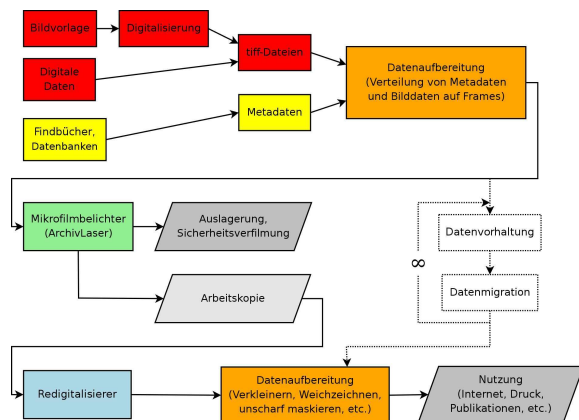 Bildvorlage
Digitalisierung
tiff-Dateien
Digitale
Daten
Datenaufbereitung
(Verteilung von Metadaten
und Bilddaten auf Frames)
Metadaten
Findbücher,
Datenbanken
Mikrofilmbelichter
(ArchivLaser)
Auslagerung,
Sicherheitsverfilmung
Datenvorhaltung
∞
Datenmigration
Arbeitskopie
Redigitalisierer
Datenaufbereitung
(Verkleinern, Weichzeichnen,
unscharf maskieren, etc.)
Nutzung
(Internet, Druck,
Publikationen, etc.)